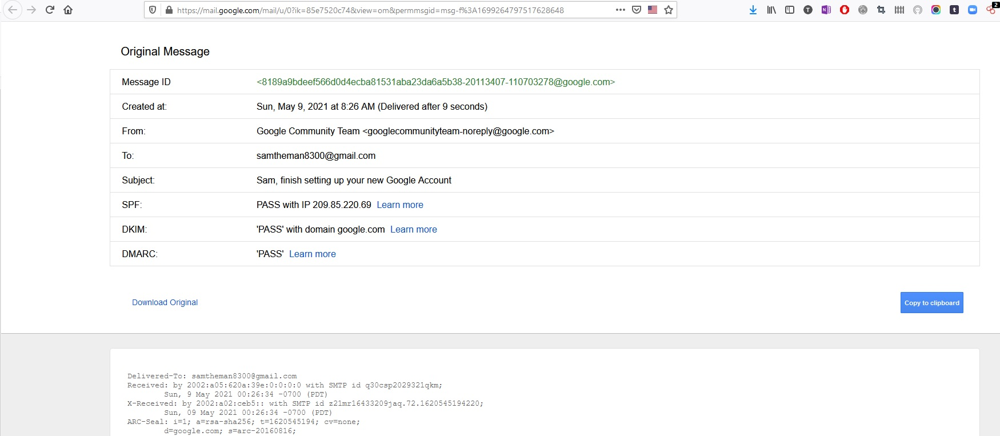 https://mail.google.com/mail/u/0?ik=85e7520c74&view=om&permmsgid=msg-f%3A1699264797517628648
2
Original Message
Message ID <8189a9bdeef566d0d4ecba81531aba23da6a5b38-20113407-110703278@google.com>
Created at: Sun, May 9, 2021 at 8:26 AM (Delivered after 9 seconds)
From: Google Community Team <googlecommunityteam-noreply@google.com>
To: samtheman8300@gmail.com
Subject: Sam, finish setting up your new Google Account
SPF: PASS with IP 209.85.220.69 Learn more
DKIM: 'PASS' with domain google.com Learn more
DMARC: 'PASS' Learn more
Download Original
Copy to clipboard
Delivered-To: samtheman8300@gmail.com
Received: by 2002:a05:620a:39e:0:0:0:0 with SMTP id q30csp2029321qkm;
Sun, 9 May 2021 00:26:34 -0700 (PDT)
X-Received: by 2002:a02:ceb5:: with SMTP id z21mr16433209jaq.72.1620545194220;
Sun, 09 May 2021 00:26:34 -0700 (PDT)
ARC-Seal: i=1; a=rsa-sha256; t=1620545194; cv=none;
d=google.com; s=arc-20160816;